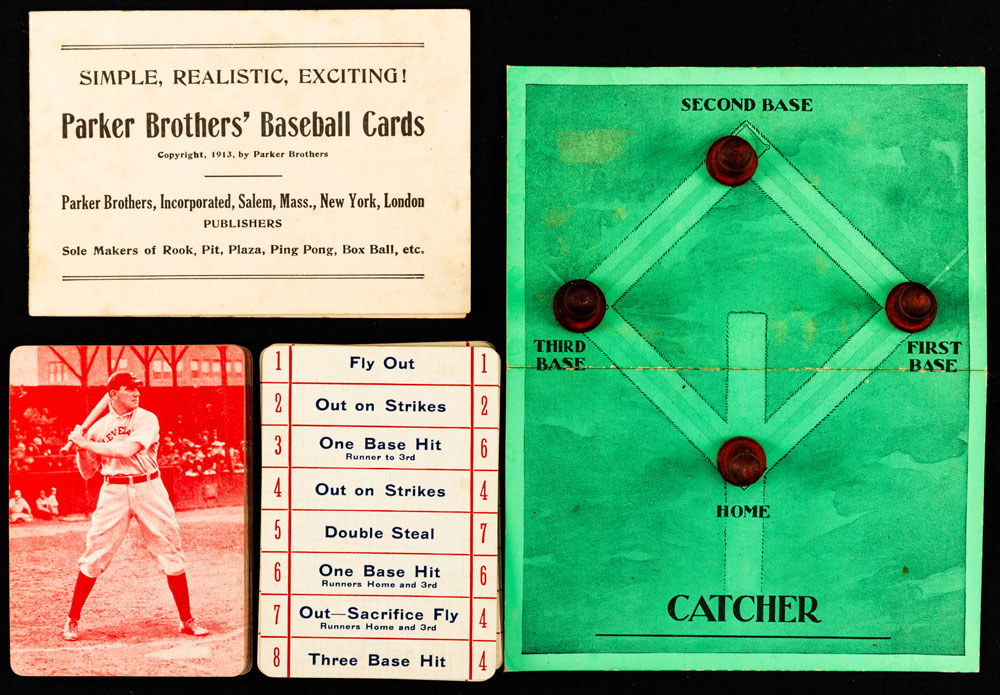 SIMPLE, REALISTIC, EXCITING!
Parker Brothers' Baseball Cards
Copyright, 1913, by Parker Brothers
Parker Brothers, Incorporated, Salem, Mass., New York, London
PUBLISHERS
Sole Makers of Rook, Pit, Plaza, Ping Pong, Box Ball, etc.
CLEVELA
1 Fly Out 1
2 Out on Strikes 2
3 One Base Hit 6
Runner to 3rd
4 Out on Strikes 4
5 Double Steal 7
6 One Base Hit 6
Runners Home and 3rd
7 Out—Sacrifice Fly 4
Runners Home and 3rd
8 Three Base Hit 4
SECOND BASE
THIRD
BASE
FIRST
BASE
HOME
CATCHER